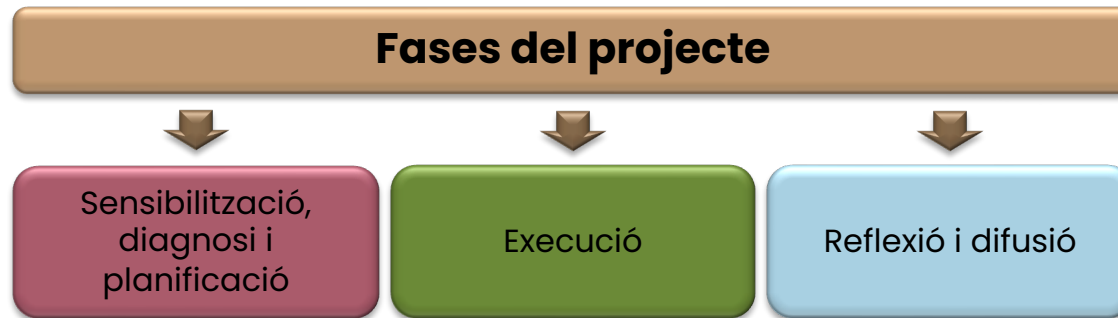 Fases del projecte
Sensibilització,
diagnosi i
planificació
Execució
Reflexió i difusió